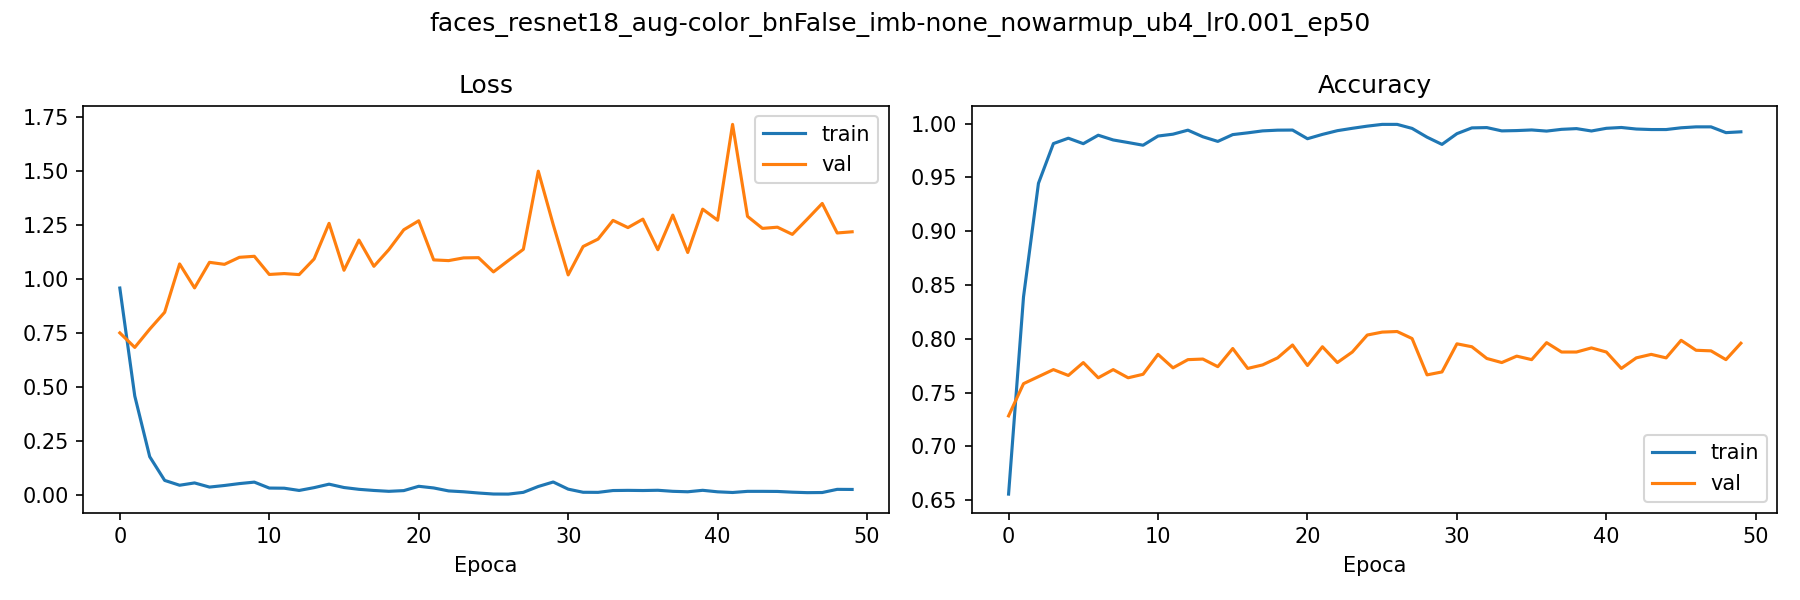 faces_resnet18_aug-color_bnFalse_imb-none_nowarmup_ub4_lr0.001_ep50
Loss
1.75
1.50
1.25
1.00
0.75
0.50
0.25
0.00
0 10 20 30 40 50
Epoca
train
val
Accuracy
1.00
0.95
0.90
0.85
0.80
0.75
0.70
0.65
0 10 20 30 40 50
Epoca
train
val